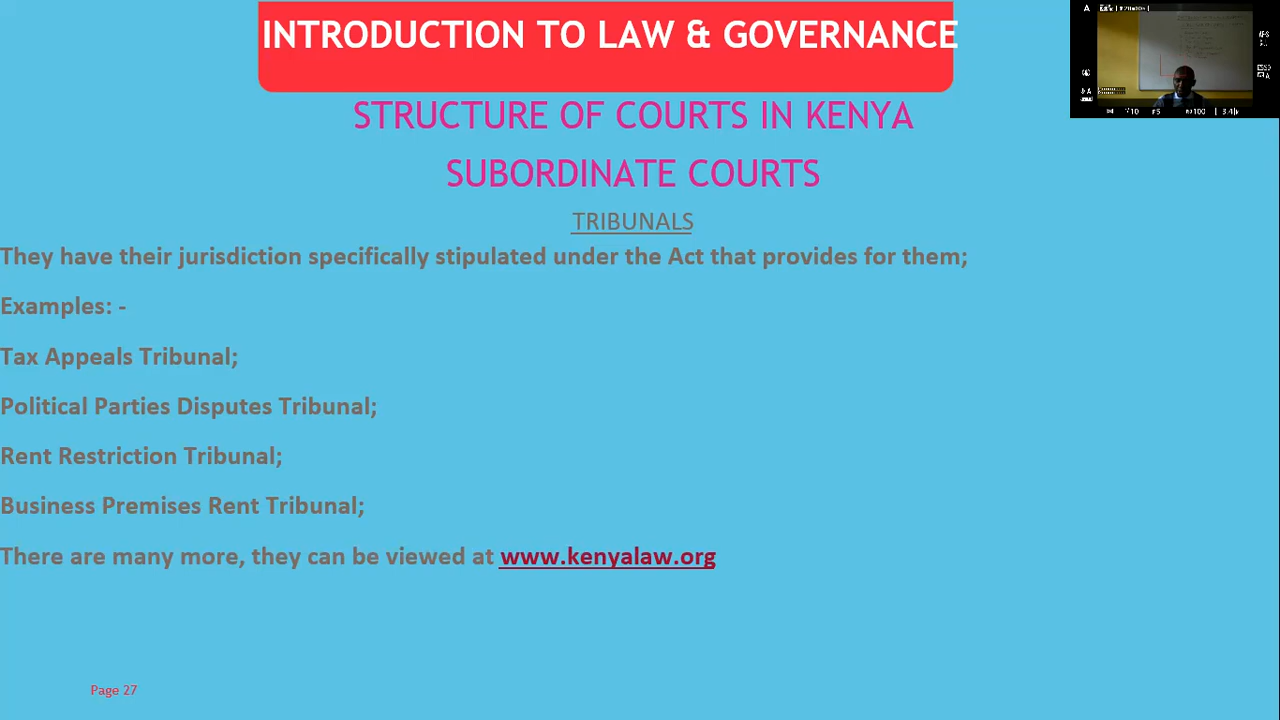 INTRODUCTION TO LAW & GOVERNANCE
STRUCTURE OF COURTS IN KENYA
SUBORDINATE COURTS
TRIBUNALS
They have their jurisdiction specifically stipulated under the Act that provides for them;
Examples: -
Tax Appeals Tribunal;
Political Parties Disputes Tribunal;
Rent Restriction Tribunal;
Business Premises Rent Tribunal;
There are many more, they can be viewed at www.kenyalaw.org
Page 27